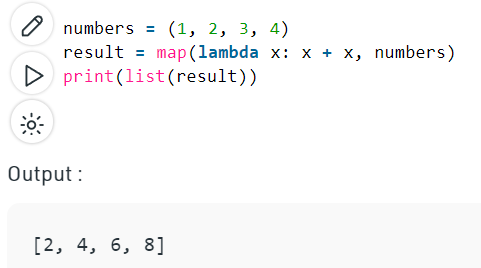 numbers = (1, 2, 3, 4)
result = map(lambda x: x + x, numbers)
print(list(result))
Output :
[2, 4, 6, 8]